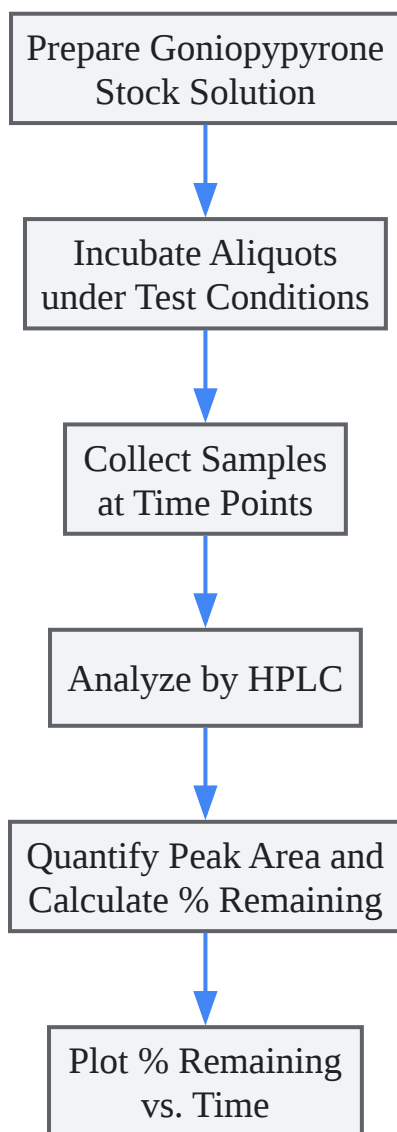 Prepare Goniopypyrone
Stock Solution
Incubate Aliquots
under Test Conditions
Collect Samples
at Time Points
Analyze by HPLC
Quantify Peak Area and
Calculate % Remaining
Plot % Remaining
vs. Time